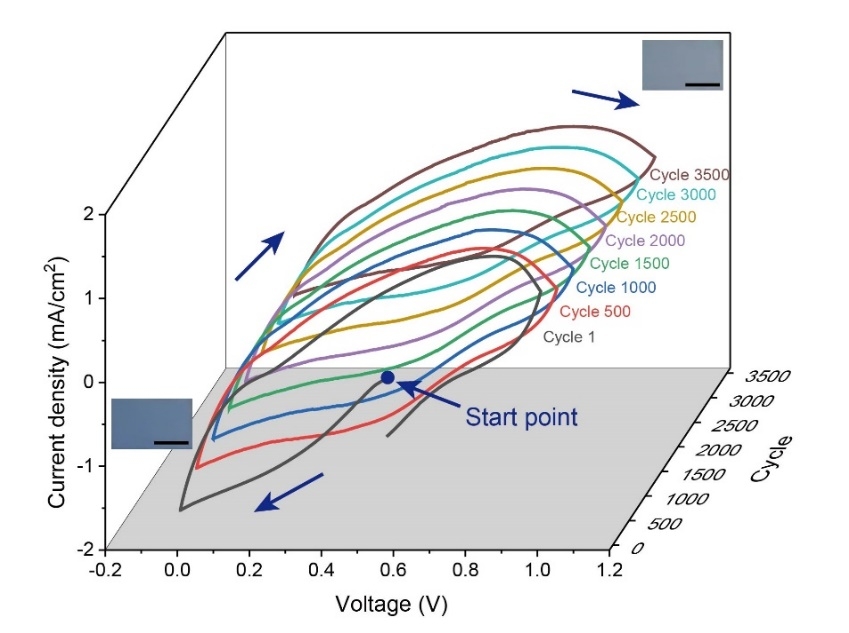 2
1
0
-1
-2
Current density (mA/cm²)
-0.2 0.0 0.2 0.4 0.6 0.8 1.0 1.2
Voltage (V)
0
500
1000
1500
2000
2500
3000
3500
Cycle
Cycle 3500
Cycle 3000
Cycle 2500
Cycle 2000
Cycle 1500
Cycle 1000
Cycle 500
Cycle 1
Start point